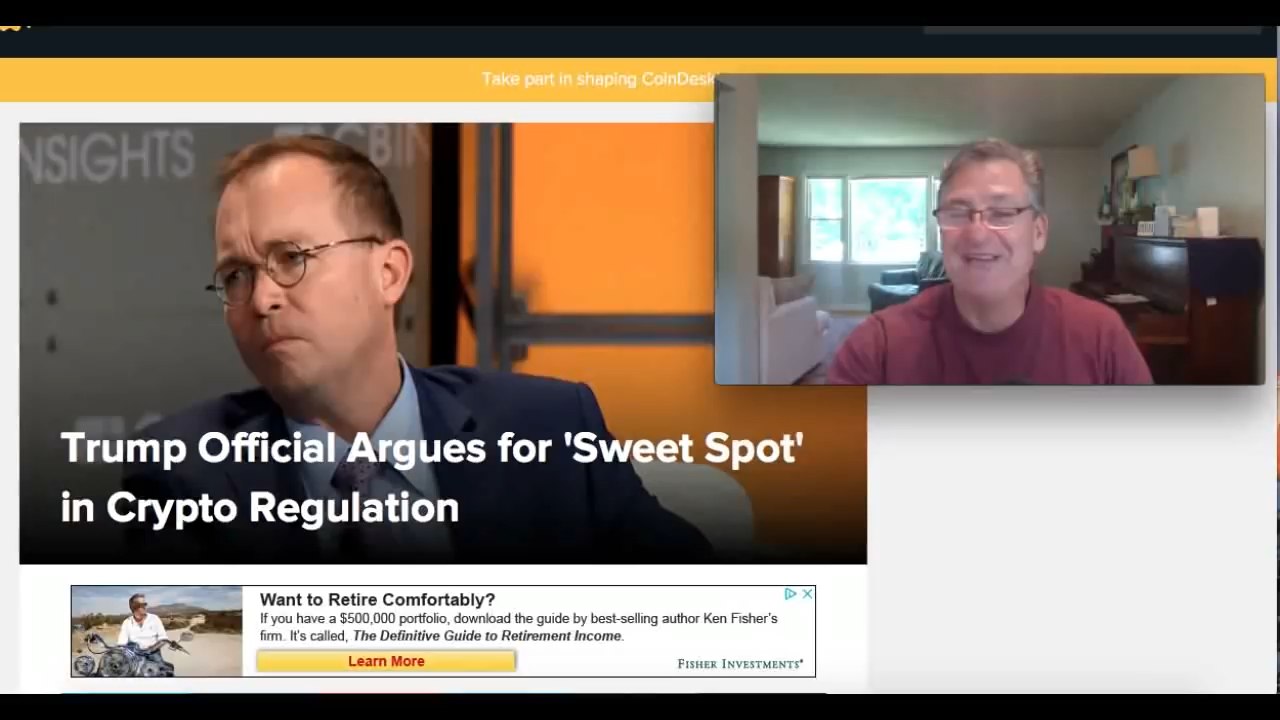 Take part in shaping CoinDesk
NSIGHTS
CBIN
Trump Official Argues for 'Sweet Spot'
in Crypto Regulation
Want to Retire Comfortably?
If you have a $500,000 portfolio, download the guide by best-selling author Ken Fisher's
firm. It's called, The Definitive Guide to Retirement Income.
Learn More
FISHER INVESTMENTS®